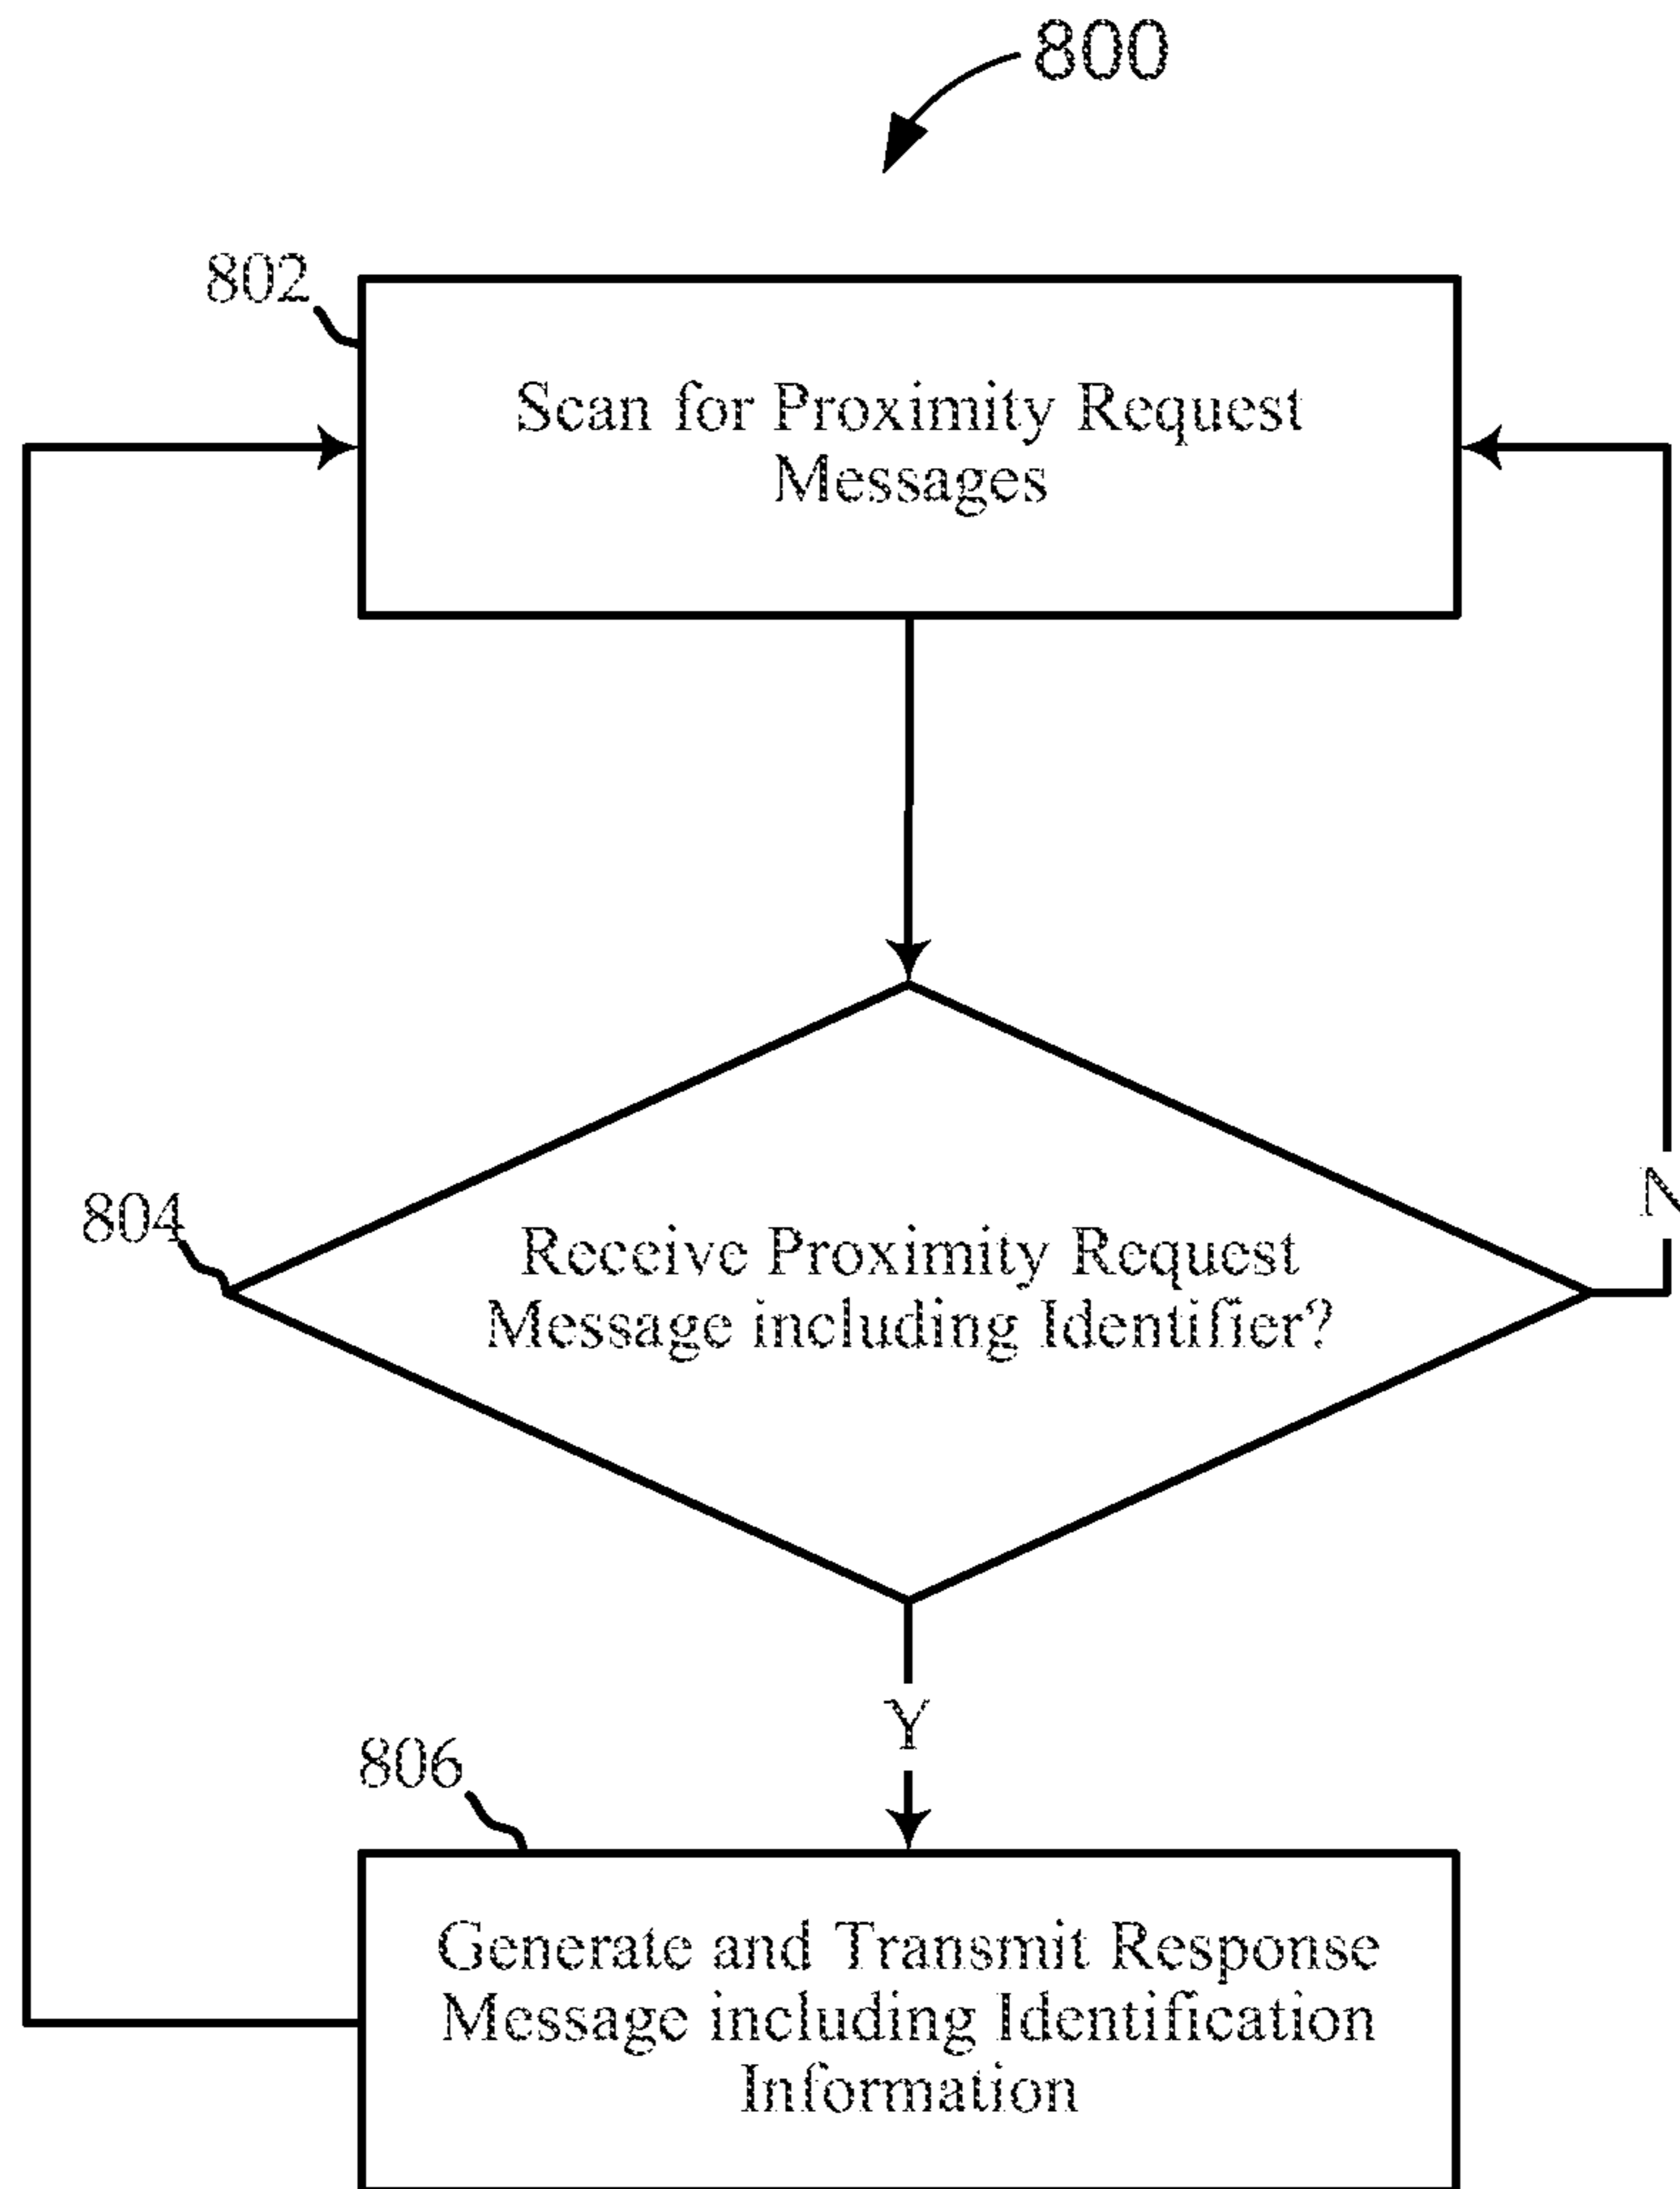 800
802
Scan for Proximity Request
Messages
804
Receive Proximity Request
Message including Identifier?
N
Y
806
Generate and Transmit Response
Message including Identification
Information